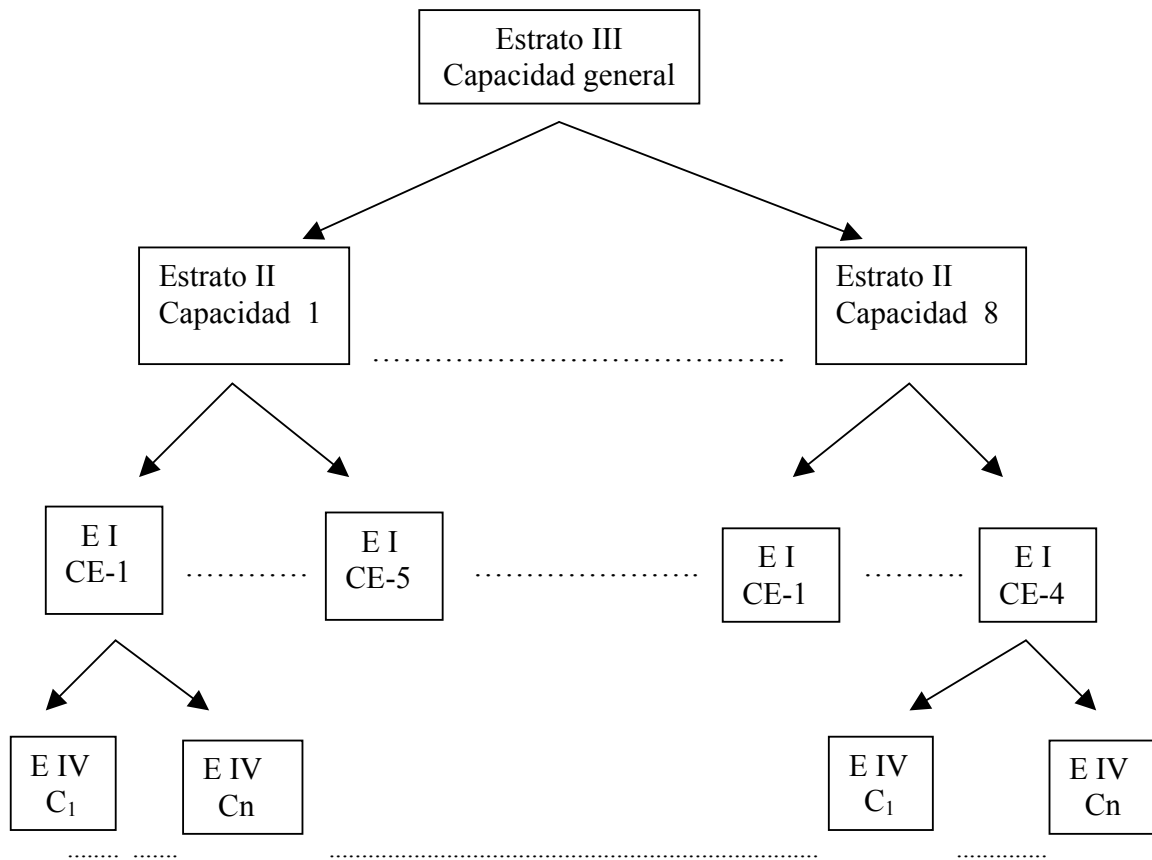 Estrato III
Capacidad general
Estrato II
Capacidad 1
Estrato II
Capacidad 8
E I
CE-1
E I
CE-5
E I
CE-1
E I
CE-4
E IV
C₁
E IV
Cn
E IV
C₁
E IV
Cn